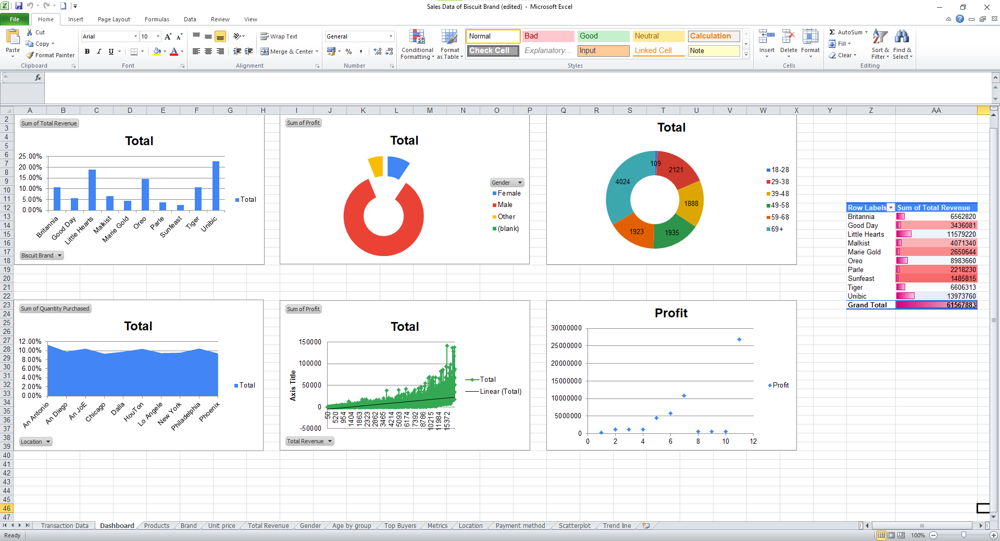 Sales Data of Biscuit Brand (edited) - Microsoft Excel
File Home Insert Page Layout Formulas Data Review View
Paste
Cut
Copy
Format Painter
Clipboard
Arial 10
B I U
Font
Wrap Text
Merge & Center
Alignment
General
Number
Conditional Formatting
Format as Table
Normal Bad Good Neutral Calculation
Check Cell Explanatory... Input Linked Cell Note
Styles
Insert Delete Format
Cells
AutoSum
Fill
Clear
Sort & Filter
Find & Select
Editing
fx
A B C D E F G H I J K L M N O P Q R S T U V W X Y Z AA
2
3
4
5
6
7
8
9
10
11
12
13
14
15
16
17
18
19
20
21
22
23
24
25
26
27
28
29
30
31
32
33
34
35
36
37
38
39
40
41
42
43
44
45
46
47
Sum of Total Revenue
Total
25.00%
20.00%
15.00%
10.00%
5.00%
0.00%
Britannia Good Day Little Hearts Malkist Marie Gold Oreo Parle Sunfeast Tiger Unibic
Total
Biscuit Brand
Sum of Profit
Total
Gender
Female
Male
Other
(blank)
Total
109
2121
1888
1935
1923
4024
18-28
29-38
39-48
49-58
59-68
69+
Row Labels Sum of Total Revenue
Britannia 6562820
Good Day 3436081
Little Hearts 11579220
Malkist 4071340
Marie Gold 2650644
Oreo 8983660
Parle 2218230
Sunfeast 1485815
Tiger 6606313
Unibic 13973760
Grand Total 61567883
Sum of Quantity Purchased
Total
12.00%
10.00%
8.00%
6.00%
4.00%
2.00%
0.00%
An Antonio An Diego An JoE Chicago Dalla HouTon Lo Angele New York Philadelphia Phoenix
Total
Location
Sum of Profit
Total
Axis Title
150000
100000
50000
0
-50000
50 520 954 1404 1863 2323 2862 3465 4214 5093 6174 7392 8786 10215 11984 15372
Total
Linear (Total)
Total Revenue
Profit
30000000
25000000
20000000
15000000
10000000
5000000
0
0 2 4 6 8 10 12
Profit
Transaction Data Dashboard Products Brand Unit price Total Revenue Gender Age by group Top Buyers Metrics Location Payment method Scatterplot Trend line
Ready
100%